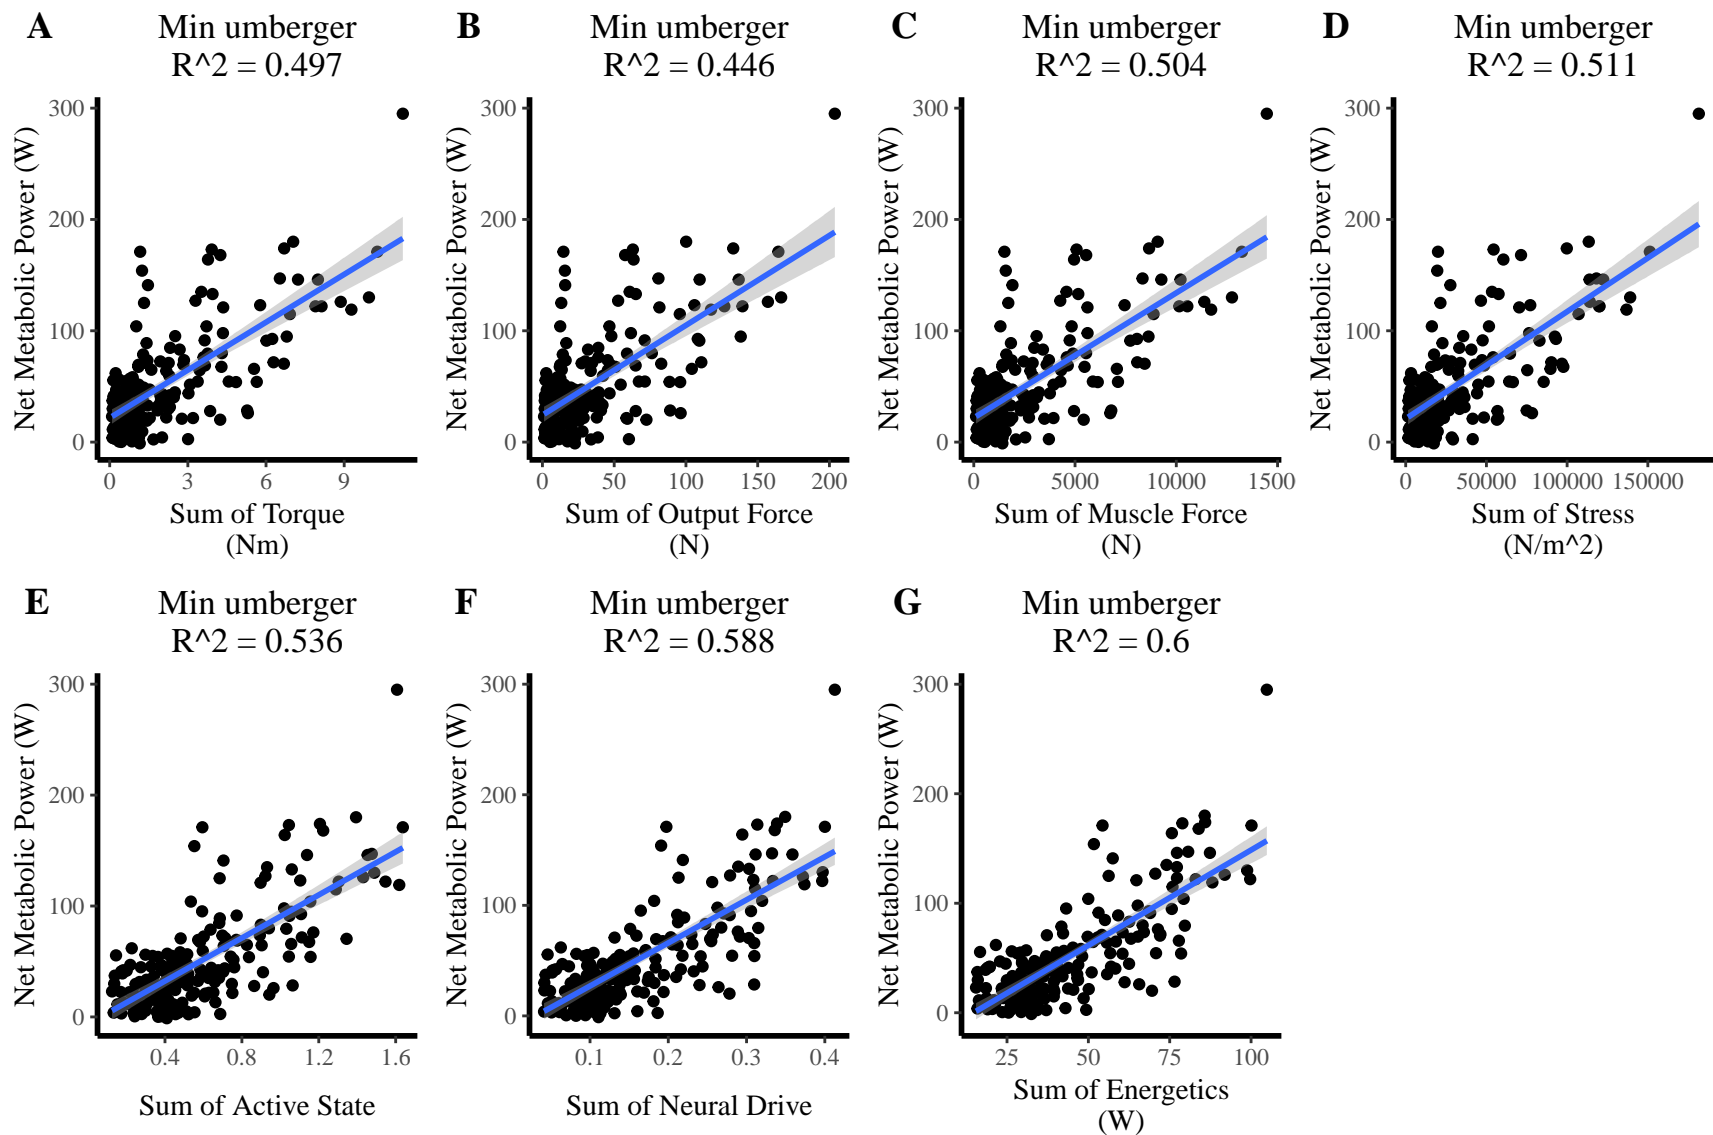 A
Min umberger
R^2 = 0.497
Net Metabolic Power (W)
300
200
100
0
0 3 6 9
Sum of Torque
(Nm)
B
Min umberger
R^2 = 0.446
Net Metabolic Power (W)
300
200
100
0
0 50 100 150 200
Sum of Output Force
(N)
C
Min umberger
R^2 = 0.504
Net Metabolic Power (W)
300
200
100
0
0 5000 10000 1500
Sum of Muscle Force
(N)
D
Min umberger
R^2 = 0.511
Net Metabolic Power (W)
300
200
100
0
0 50000 100000 150000
Sum of Stress
(N/m^2)
E
Min umberger
R^2 = 0.536
Net Metabolic Power (W)
300
200
100
0
0.4 0.8 1.2 1.6
Sum of Active State
F
Min umberger
R^2 = 0.588
Net Metabolic Power (W)
300
200
100
0
0.1 0.2 0.3 0.4
Sum of Neural Drive
G
Min umberger
R^2 = 0.6
Net Metabolic Power (W)
300
200
100
0
25 50 75 100
Sum of Energetics
(W)